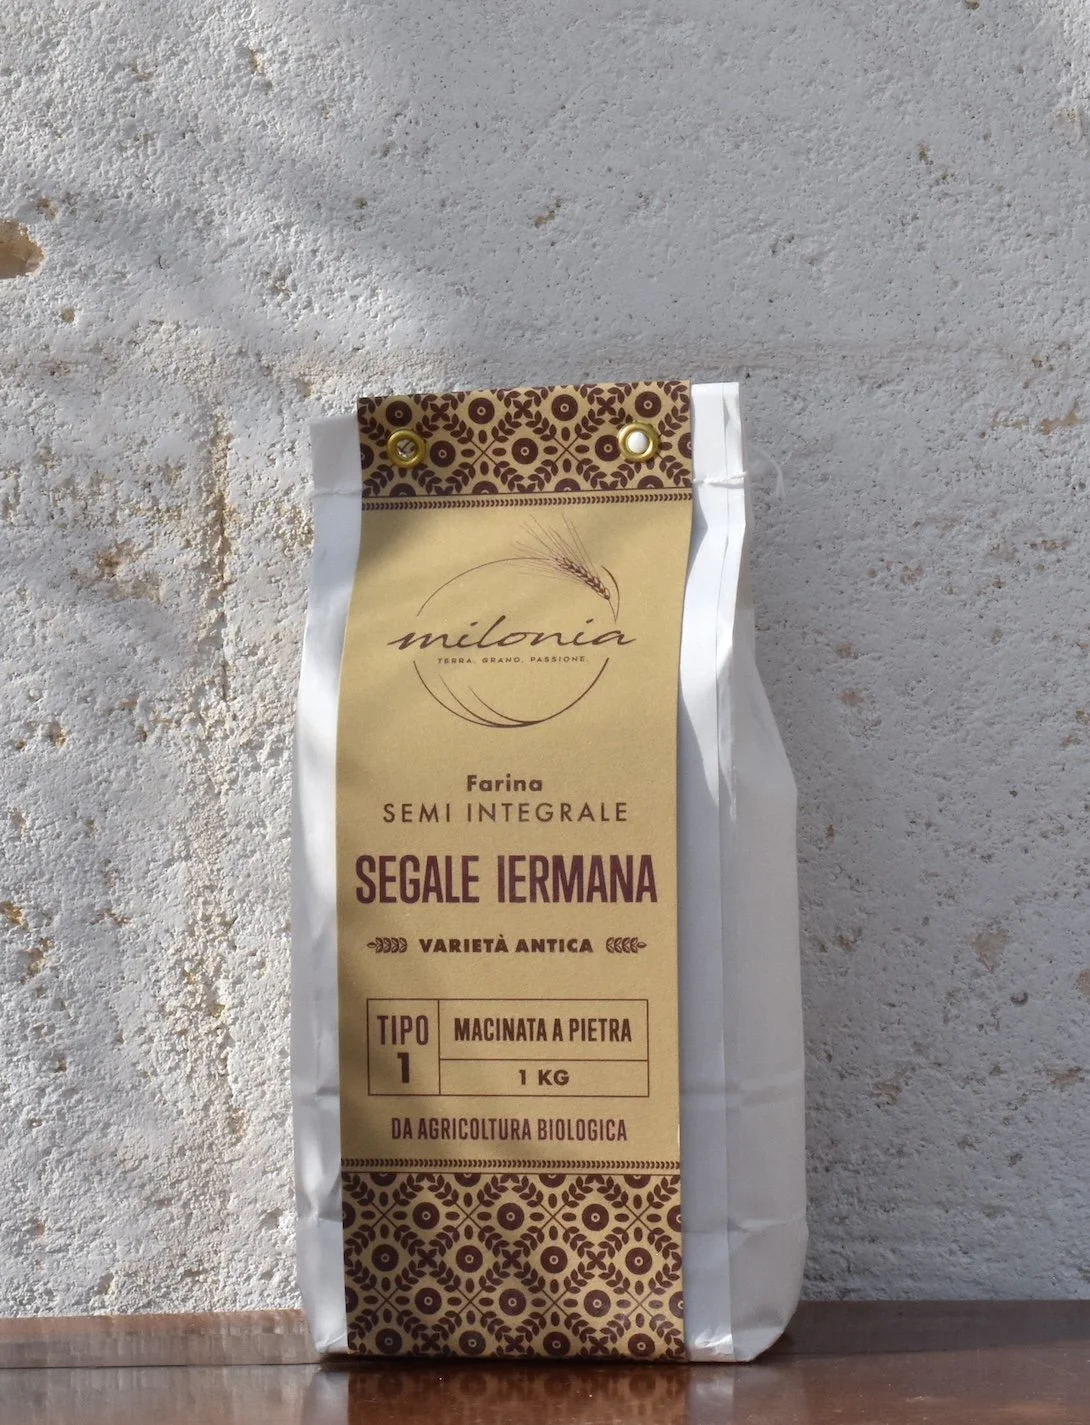 milonia
TERRA. GRANO. PASSIONE.
Farina
SEMI INTEGRALE
SEGALE IERMANA
VARIETÀ ANTICA
TIPO
1
MACINATA A PIETRA
1 KG
DA AGRICOLTURA BIOLOGICA